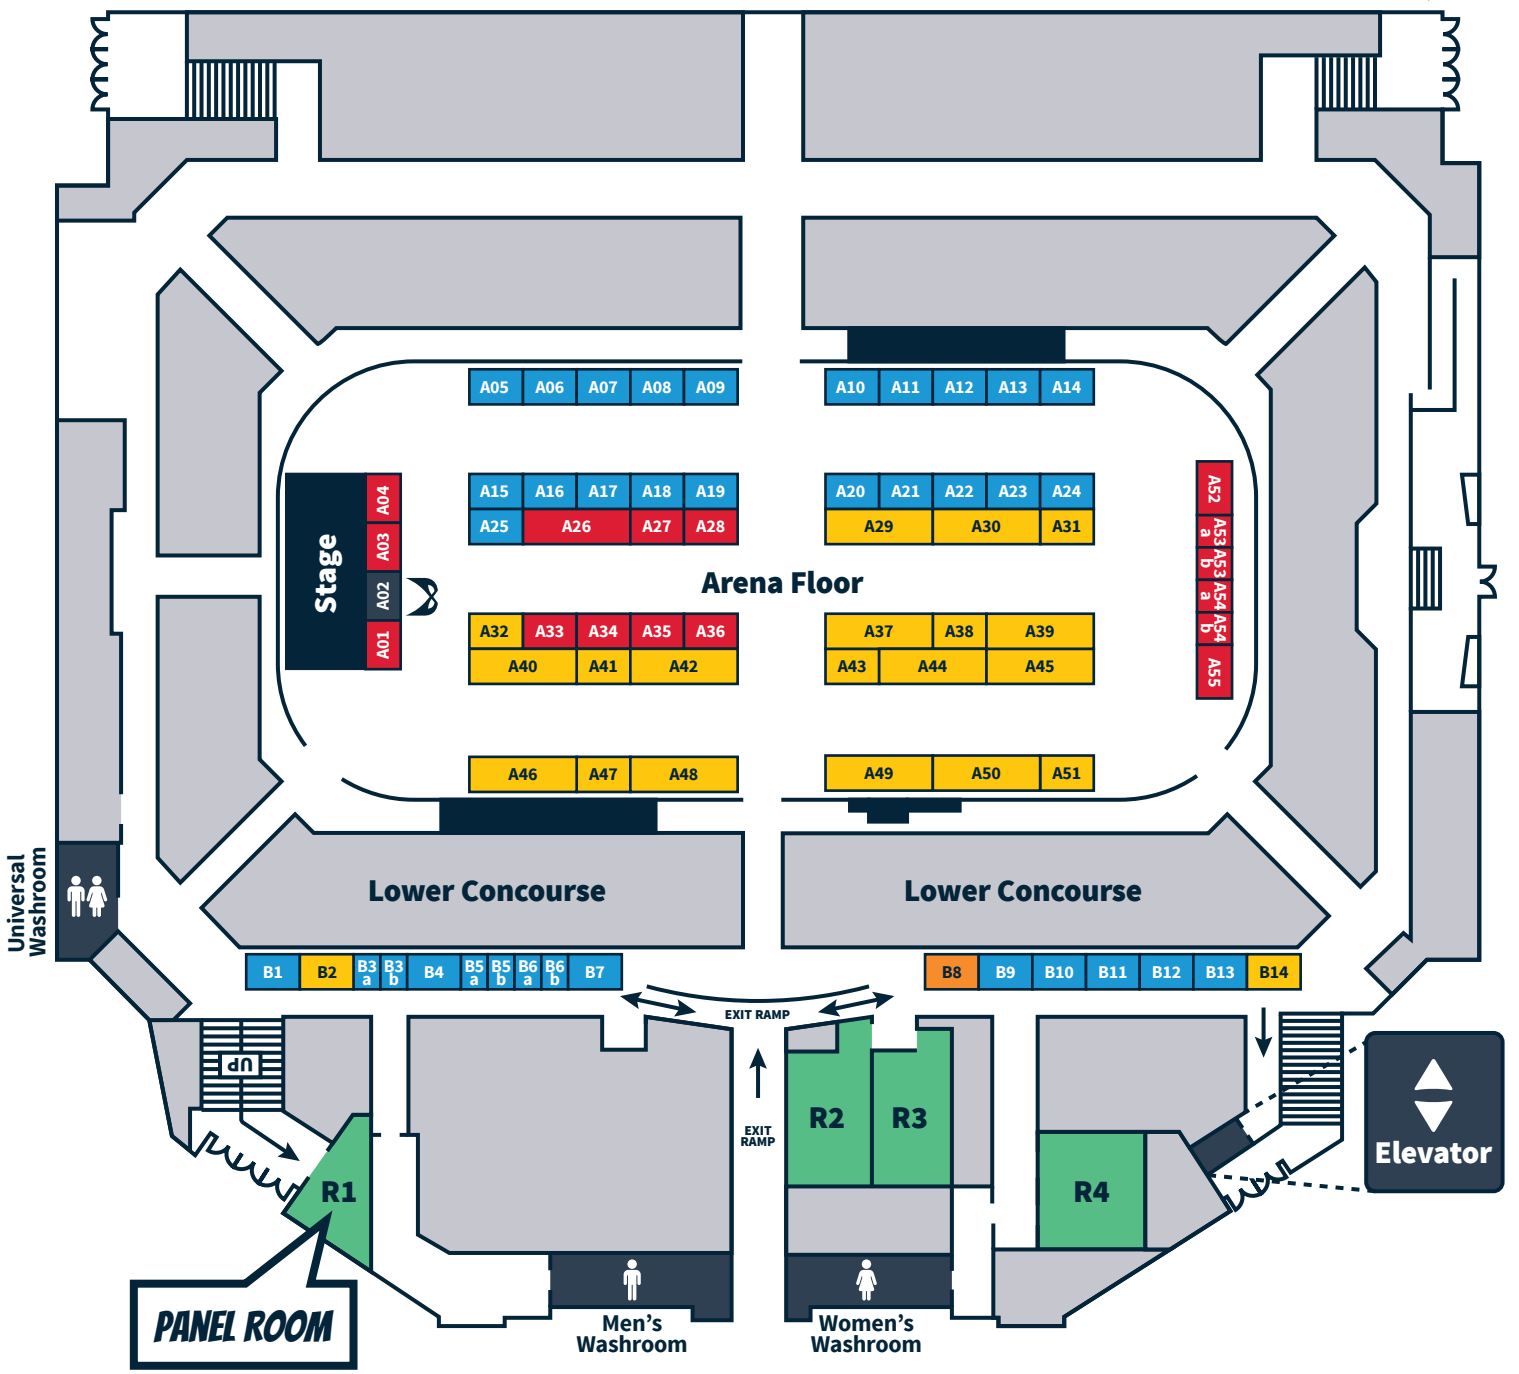 A05 A06 A07 A08 A09
A10 A11 A12 A13 A14
A15 A16 A17 A18 A19
A25 A26 A27 A28
A20 A21 A22 A23 A24
A29 A30 A31
Stage
A04
A03
A02
A01
Arena Floor
A52
A53
a
A53
b
A54
a
A54
b
A55
A32 A33 A34 A35 A36
A40 A41 A42
A37 A38 A39
A43 A44 A45
A46 A47 A48
A49 A50 A51
Universal
Washroom
Lower Concourse
Lower Concourse
B1 B2 B3 B3 B4 B5 B5 B6 B6 B7
a b a b a b
B8 B9 B10 B11 B12 B13 B14
EXIT RAMP
UP
EXIT
RAMP
R1
R2
R3
R4
Elevator
PANEL ROOM
Men's
Washroom
Women's
Washroom